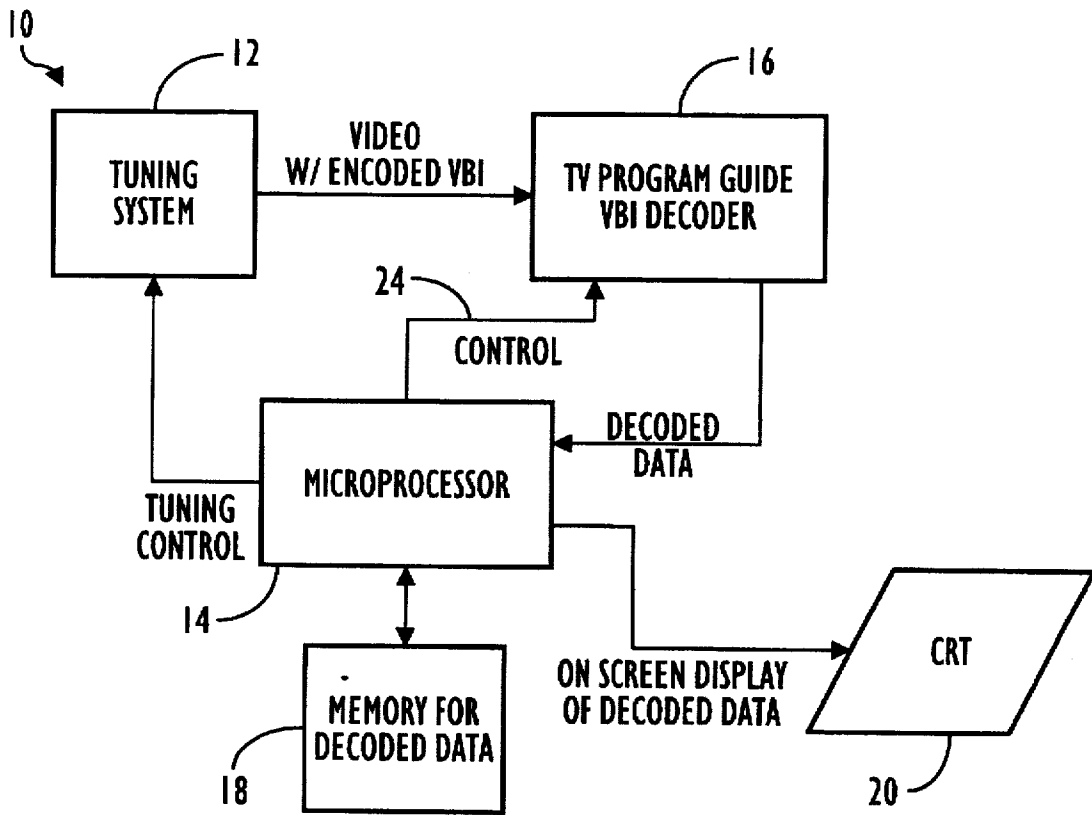 10
12
16
TUNING
SYSTEM
VIDEO
W/ ENCODED VBI
TV PROGRAM GUIDE
VBI DECODER
24
CONTROL
DECODED
DATA
MICROPROCESSOR
TUNING
CONTROL
14
MEMORY FOR
DECODED DATA
18
ON SCREEN DISPLAY
OF DECODED DATA
CRT
20